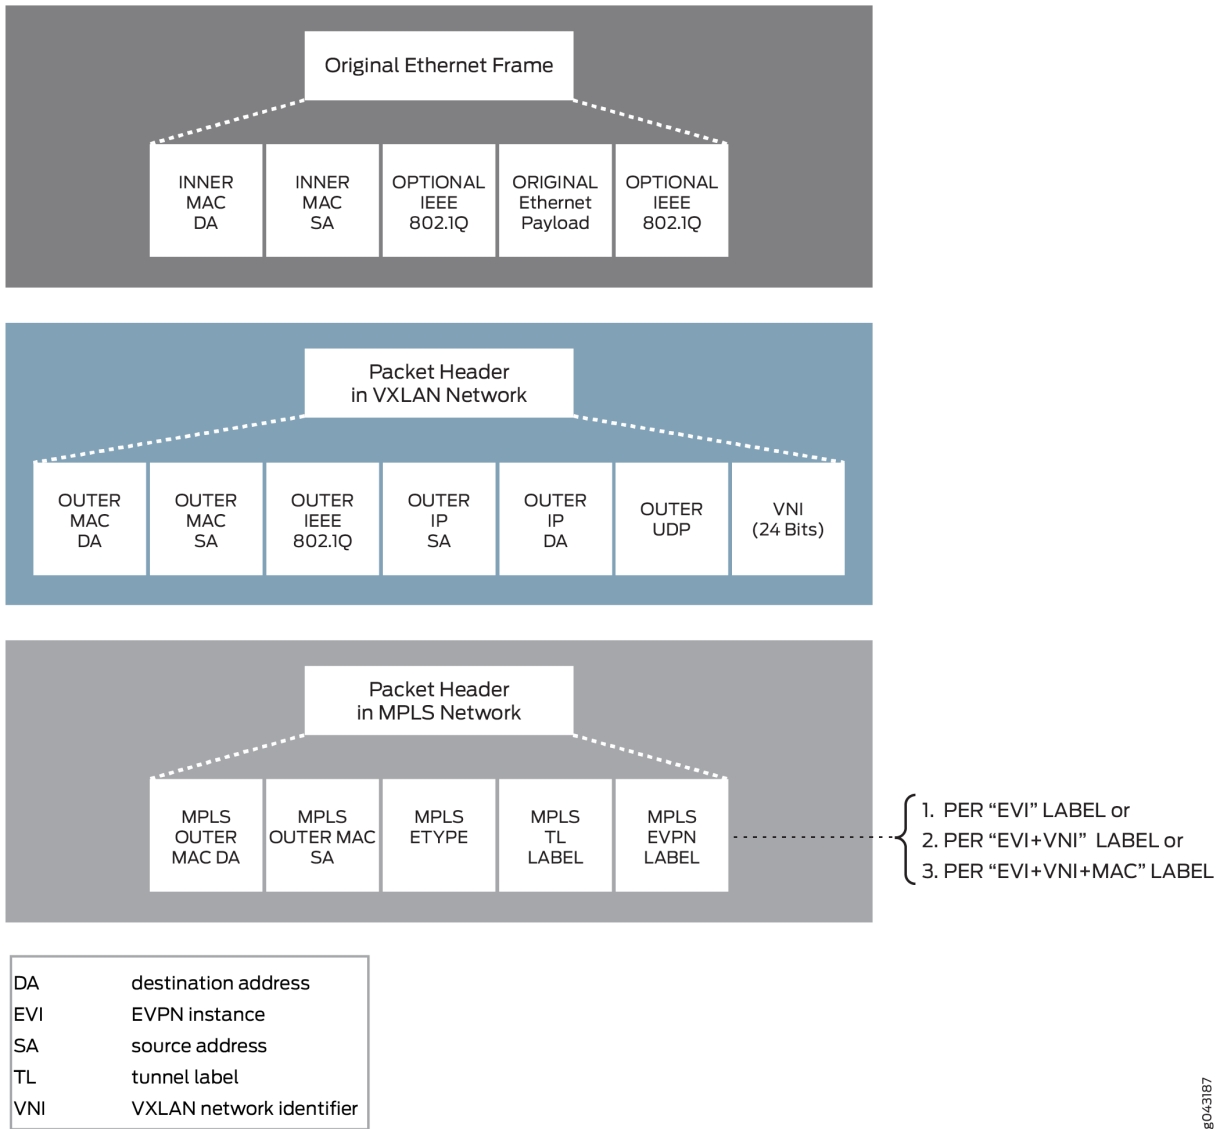 Original Ethernet Frame
INNER
MAC
DA
INNER
MAC
SA
OPTIONAL
IEEE
802.1Q
ORIGINAL
Ethernet
Payload
OPTIONAL
IEEE
802.1Q
Packet Header
in VXLAN Network
OUTER
MAC
DA
OUTER
MAC
SA
OUTER
IEEE
802.1Q
OUTER
IP
SA
OUTER
IP
DA
OUTER
UDP
VNI
(24 Bits)
Packet Header
in MPLS Network
MPLS
OUTER
MAC DA
MPLS
OUTER MAC
SA
MPLS
ETYPE
MPLS
TL
LABEL
MPLS
EVPN
LABEL
1. PER “EVI” LABEL or
2. PER “EVI+VNI” LABEL or
3. PER “EVI+VNI+MAC” LABEL
DA destination address
EVI EVPN instance
SA source address
TL tunnel label
VNI VXLAN network identifier
g043187